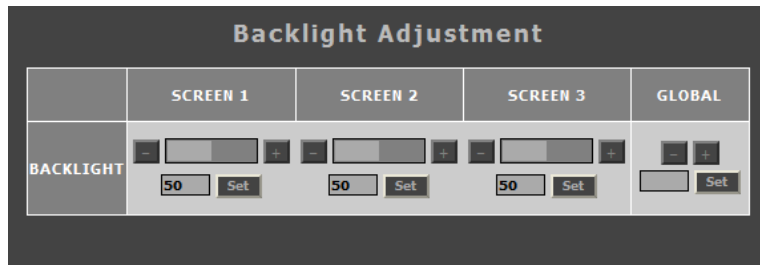 Backlight Adjustment
SCREEN 1 SCREEN 2 SCREEN 3 GLOBAL
BACKLIGHT - + - + - + - +
50 Set 50 Set 50 Set Set